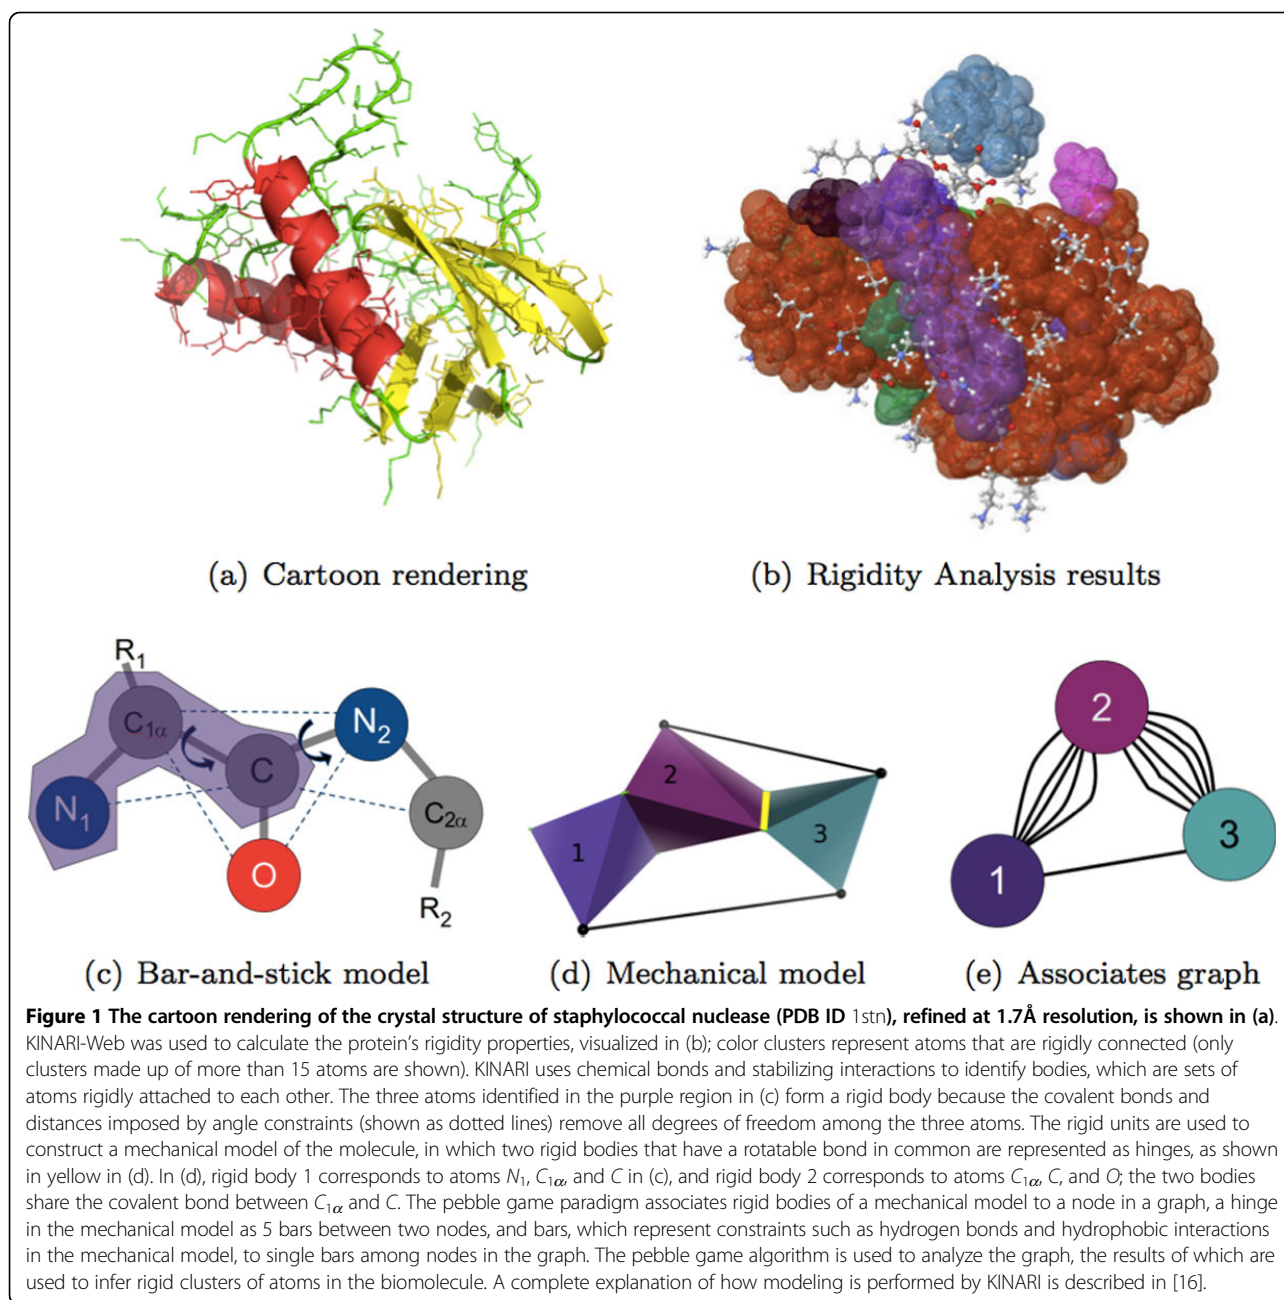 (a) Cartoon rendering
(b) Rigidity Analysis results
R1
C1α
N2
C
N1
C2α
O
R2
(c) Bar-and-stick model
2
1
3
(d) Mechanical model
2
3
1
(e) Associates graph
Figure 1 The cartoon rendering of the crystal structure of staphylococcal nuclease (PDB ID 1stn), refined at 1.7Å resolution, is shown in (a).
KINARI-Web was used to calculate the protein's rigidity properties, visualized in (b); color clusters represent atoms that are rigidly connected (only
clusters made up of more than 15 atoms are shown). KINARI uses chemical bonds and stabilizing interactions to identify bodies, which are sets of
atoms rigidly attached to each other. The three atoms identified in the purple region in (c) form a rigid body because the covalent bonds and
distances imposed by angle constraints (shown as dotted lines) remove all degrees of freedom among the three atoms. The rigid units are used to
construct a mechanical model of the molecule, in which two rigid bodies that have a rotatable bond in common are represented as hinges, as shown
in yellow in (d). In (d), rigid body 1 corresponds to atoms N1, C1α, and C in (c), and rigid body 2 corresponds to atoms C1α, C, and O; the two bodies
share the covalent bond between C1α and C. The pebble game paradigm associates rigid bodies of a mechanical model to a node in a graph, a hinge
in the mechanical model as 5 bars between two nodes, and bars, which represent constraints such as hydrogen bonds and hydrophobic interactions
in the mechanical model, to single bars among nodes in the graph. The pebble game algorithm is used to analyze the graph, the results of which are
used to infer rigid clusters of atoms in the biomolecule. A complete explanation of how modeling is performed by KINARI is described in [16].